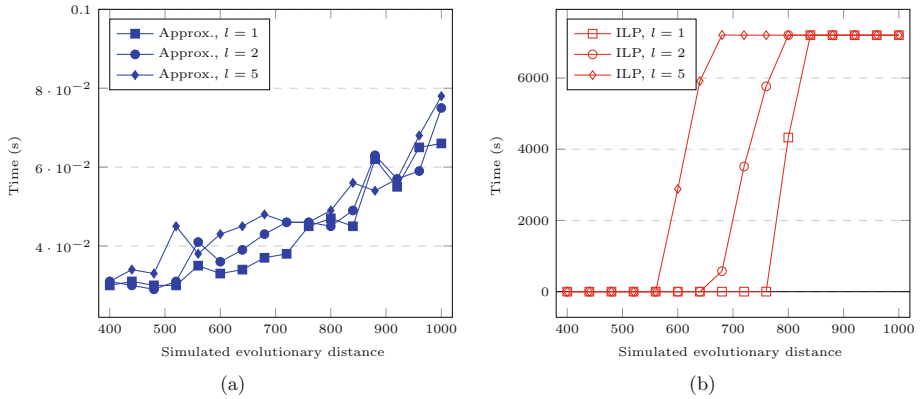 0.1
8 · 10⁻²
6 · 10⁻²
4 · 10⁻²
Time (s)
Approx., l = 1
Approx., l = 2
Approx., l = 5
400 500 600 700 800 900 1000
Simulated evolutionary distance
(a)
6000
4000
2000
0
Time (s)
ILP, l = 1
ILP, l = 2
ILP, l = 5
400 500 600 700 800 900 1000
Simulated evolutionary distance
(b)